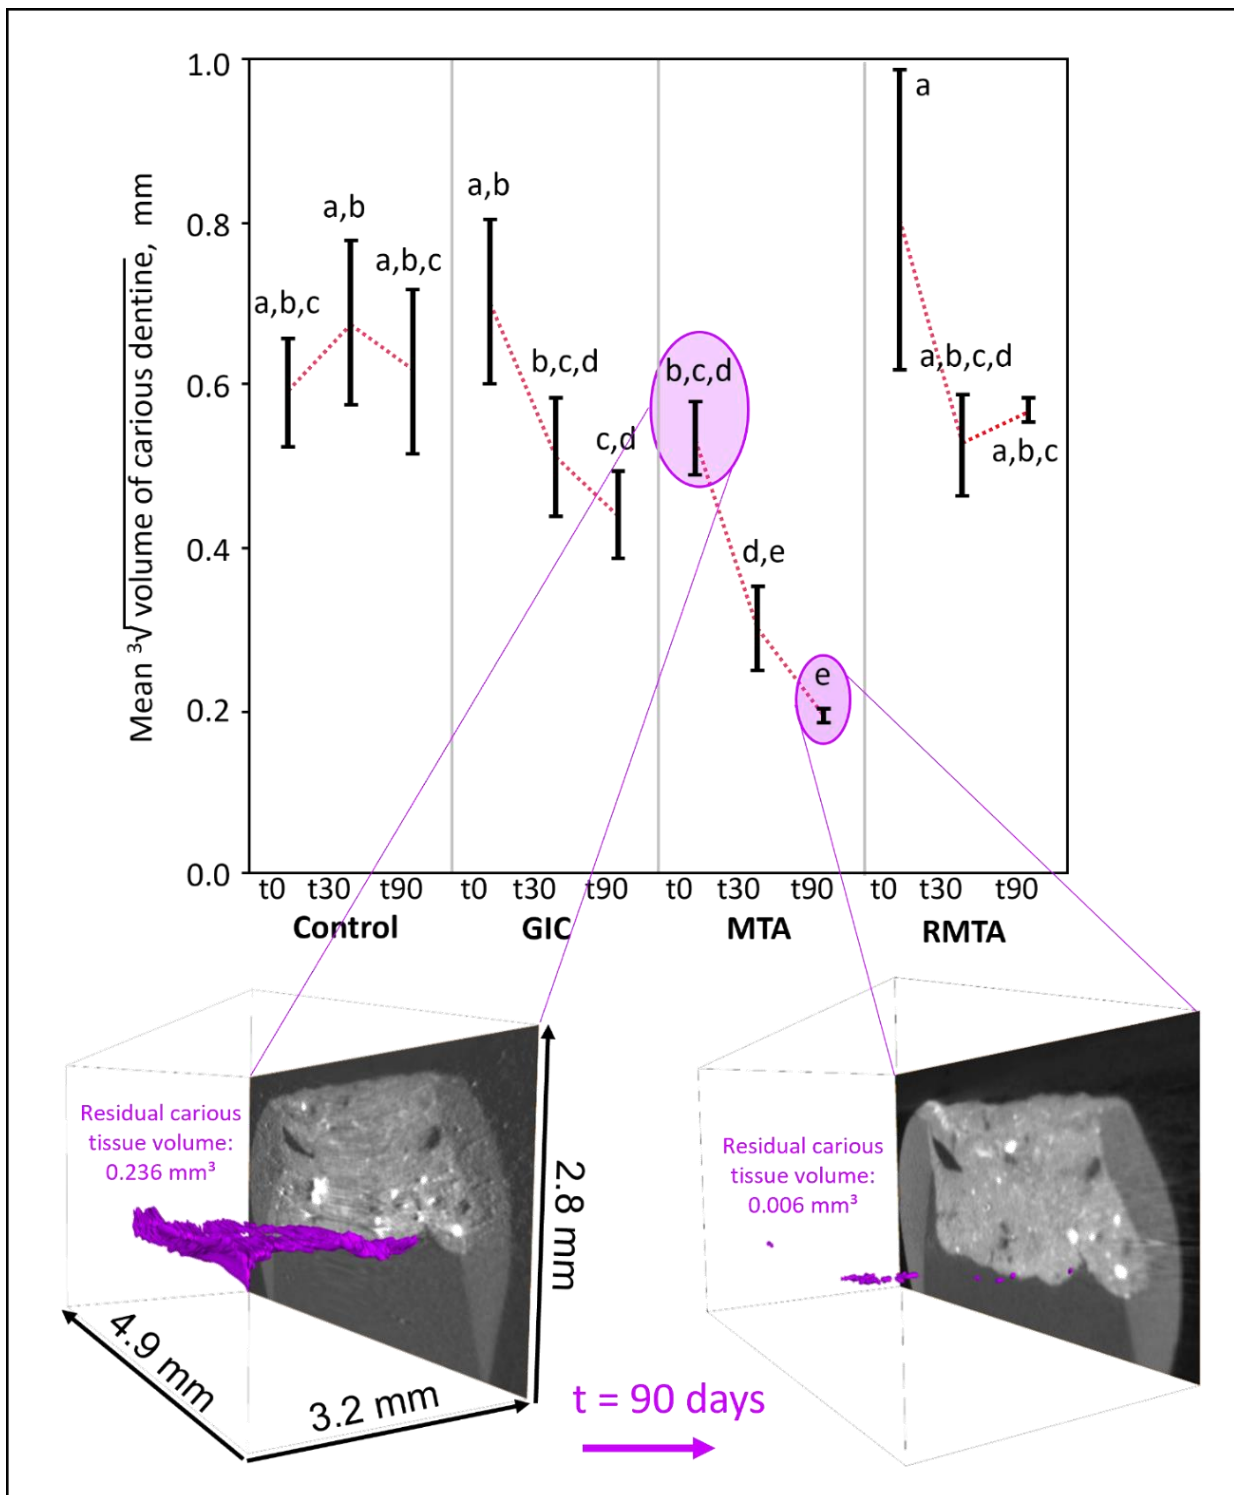 Mean ³√volume of carious dentine, mm
1.0
0.8
0.6
0.4
0.2
0.0
a,b,c
a,b
a,b,c
a,b
b,c,d
c,d
b,c,d
d,e
e
a
a,b,c,d
a,b,c
t0 t30 t90 t0 t30 t90 t0 t30 t90 t0 t30 t90
Control GIC MTA RMTA
Residual carious
tissue volume:
0.236 mm³
2.8 mm
4.9 mm
3.2 mm
t = 90 days
Residual carious
tissue volume:
0.006 mm³